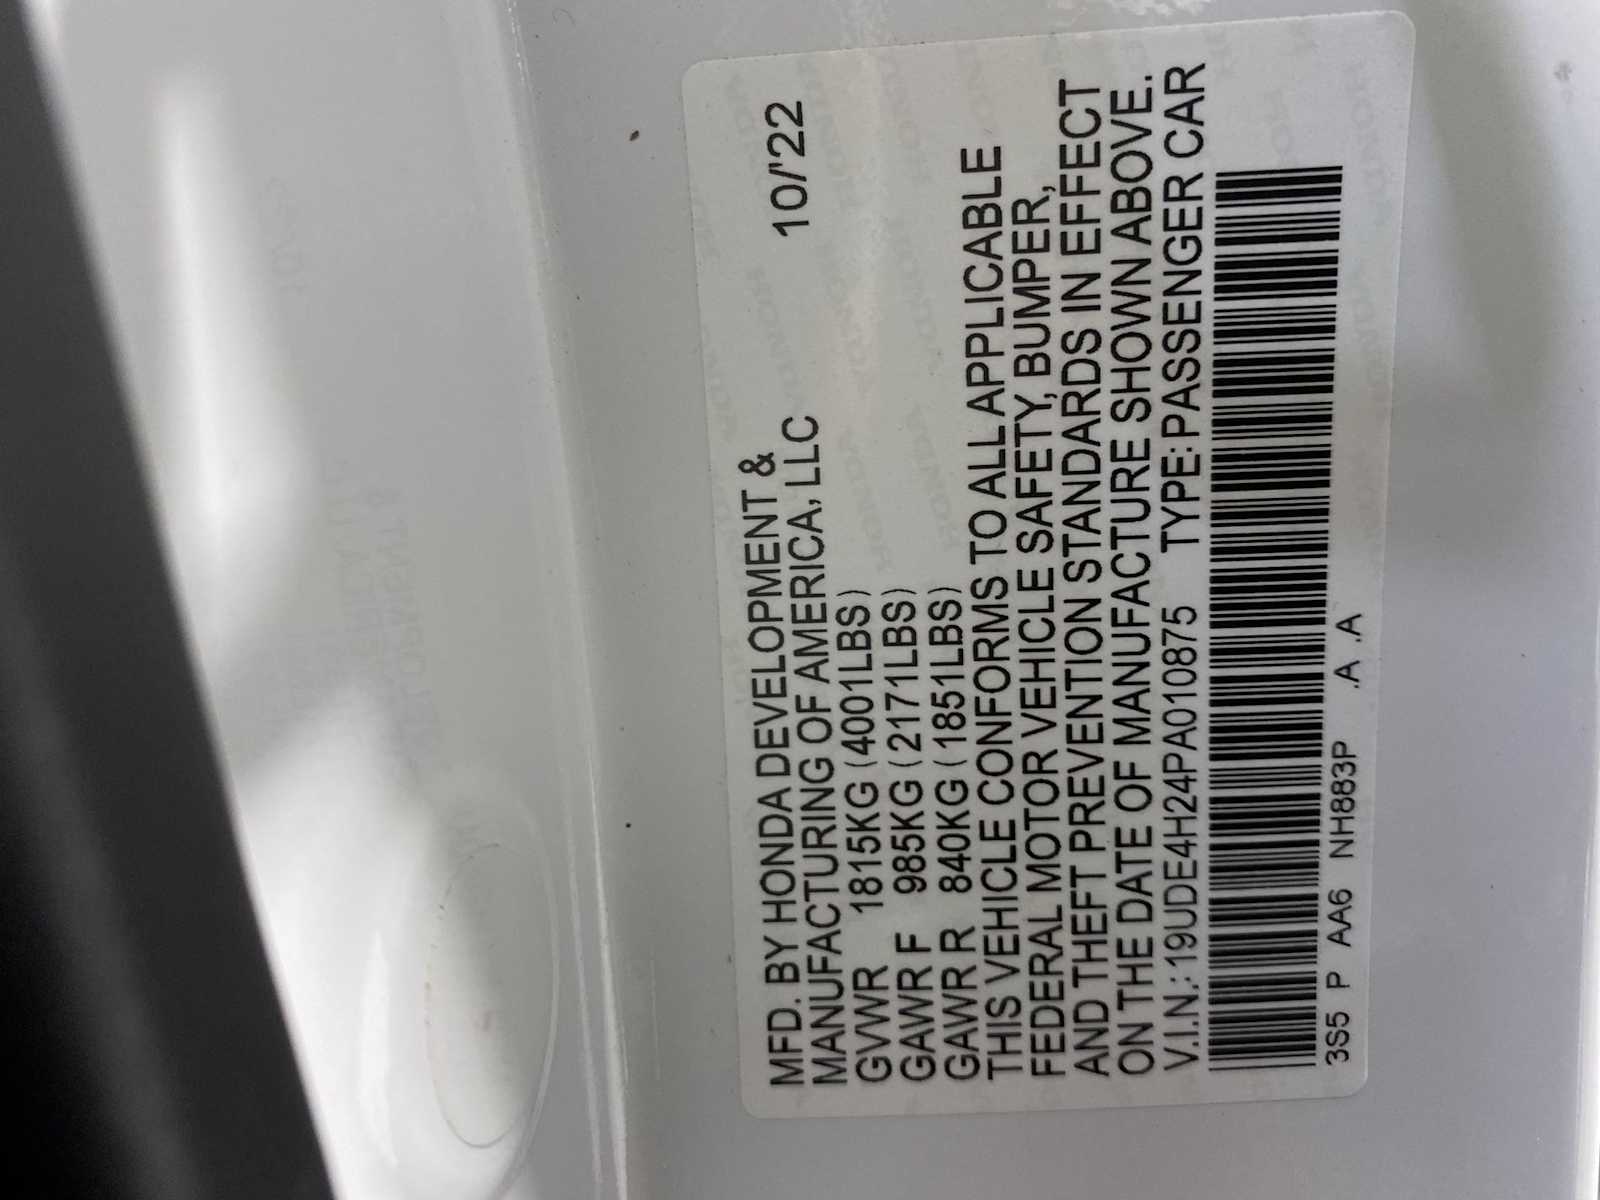 MFD. BY HONDA DEVELOPMENT &
MANUFACTURING OF AMERICA, LLC 10/'22
GVWR 1815KG (4001LBS)
GAWR F 985KG (2171LBS)
GAWR R 840KG (1851LBS)
THIS VEHICLE CONFORMS TO ALL APPLICABLE
FEDERAL MOTOR VEHICLE SAFETY, BUMPER,
AND THEFT PREVENTION STANDARDS IN EFFECT
ON THE DATE OF MANUFACTURE SHOWN ABOVE.
V.I.N.: 19UDE4H24PA010875 TYPE: PASSENGER CAR
3S5 P AA6 NH883P .A .A